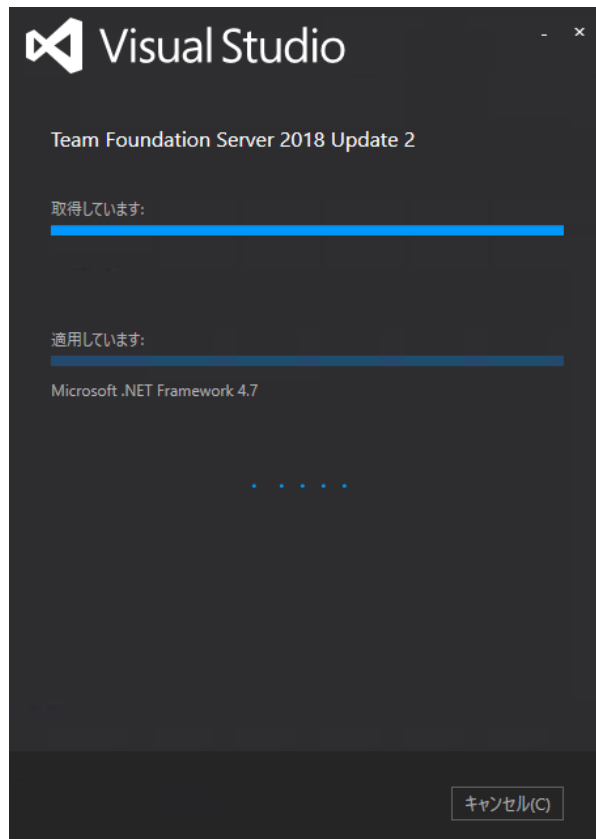 Visual Studio
Team Foundation Server 2018 Update 2
取得しています:
適用しています:
Microsoft .NET Framework 4.7
キャンセル(C)